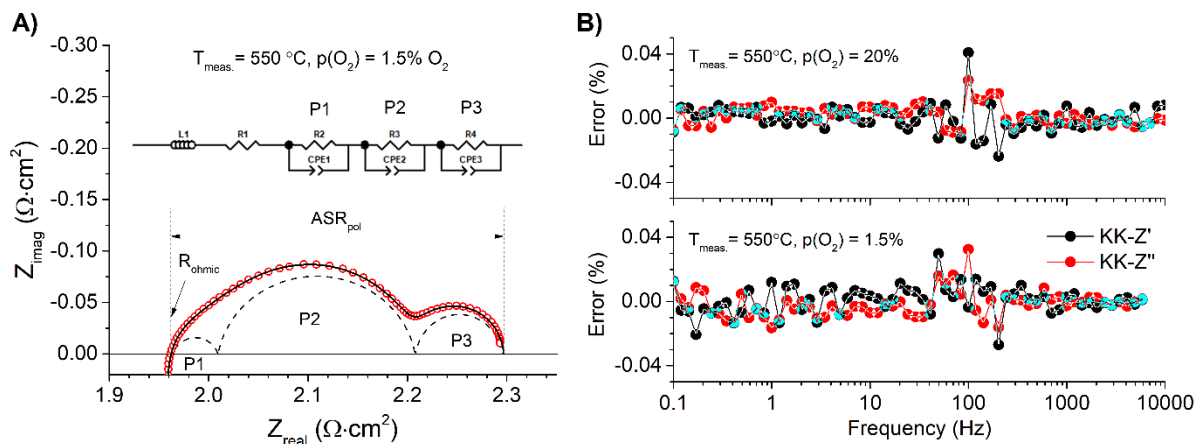 A)
T_meas. = 550 °C, p(O₂) = 1.5% O₂
P1 P2 P3
L1 R1 R2 R3 R4
CPE1 CPE2 CPE3
ASR_pol
R_ohmic
P1 P2 P3
-0.30
-0.25
-0.20
-0.15
-0.10
-0.05
0.00
Z_imag (Ω·cm²)
1.9 2.0 2.1 2.2 2.3
Z_real (Ω·cm²)
B)
T_meas. = 550°C, p(O₂) = 20%
0.04
0.00
-0.04
Error (%)
T_meas. = 550°C, p(O₂) = 1.5%
KK-Z'
KK-Z"
0.04
0.00
-0.04
Error (%)
0.1 1 10 100 1000 10000
Frequency (Hz)